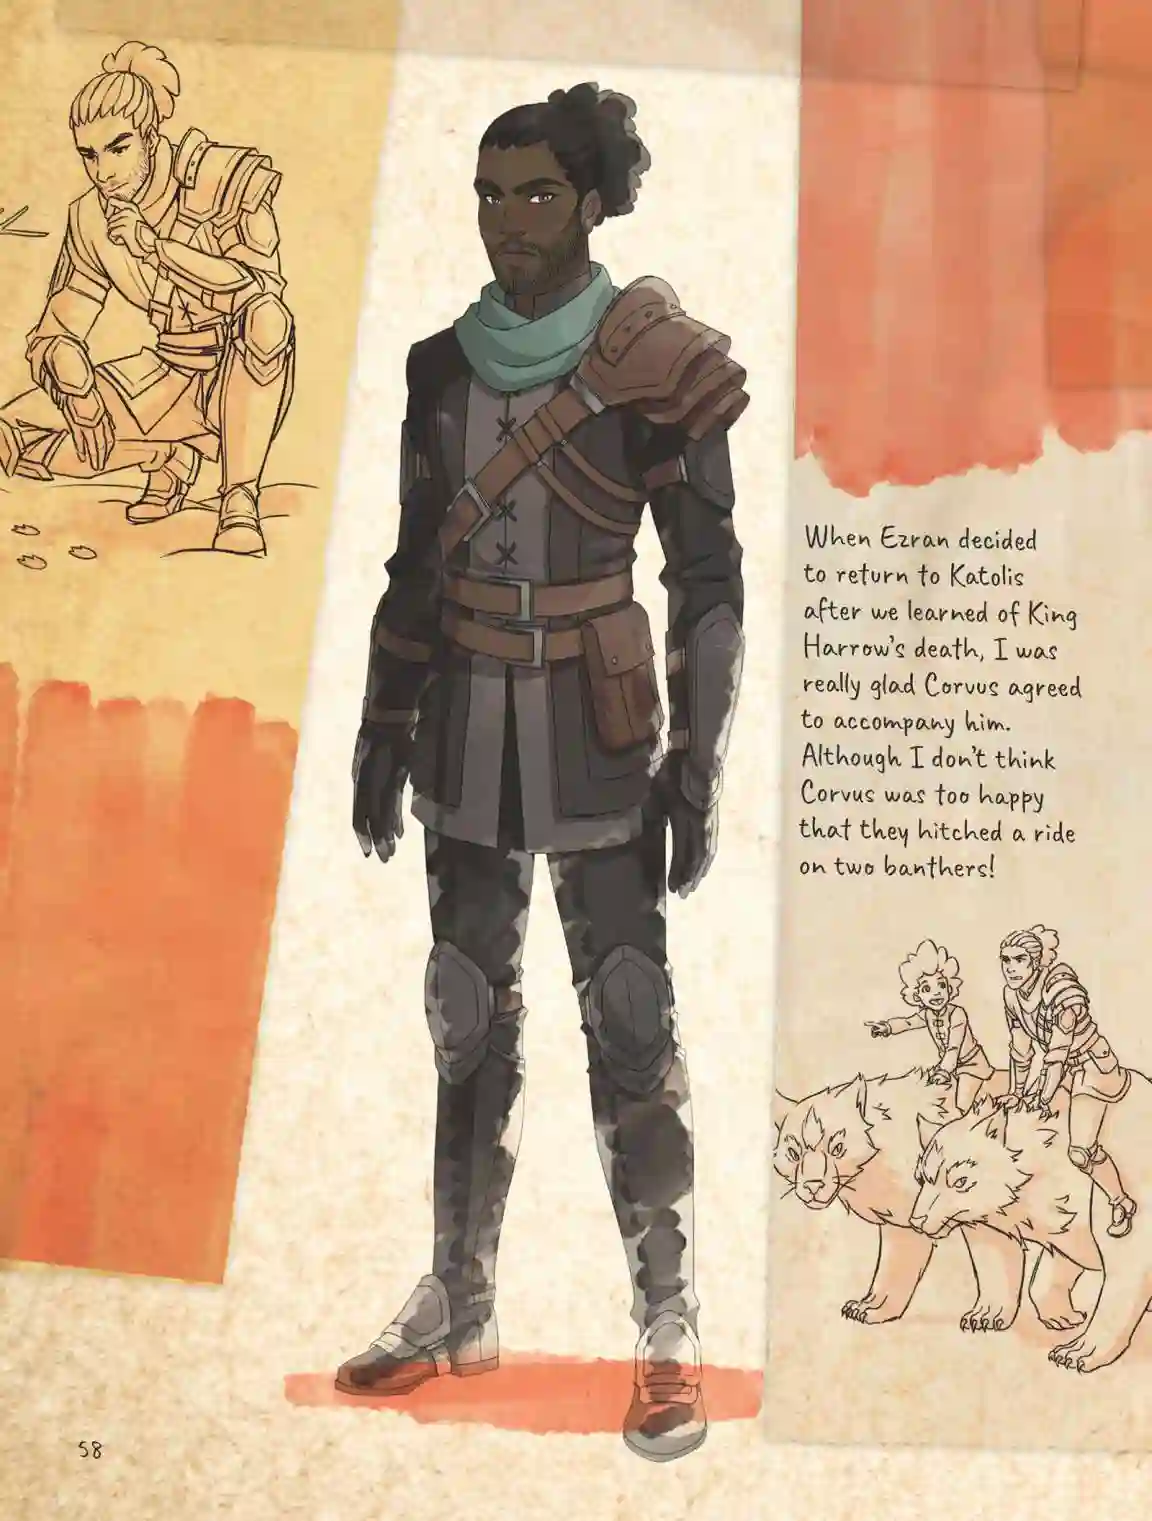 When Ezran decided
to return to Katolis
after we learned of King
Harrow's death, I was
really glad Corvus agreed
to accompany him.
Although I don't think
Corvus was too happy
that they hitched a ride
on two banthers!
58